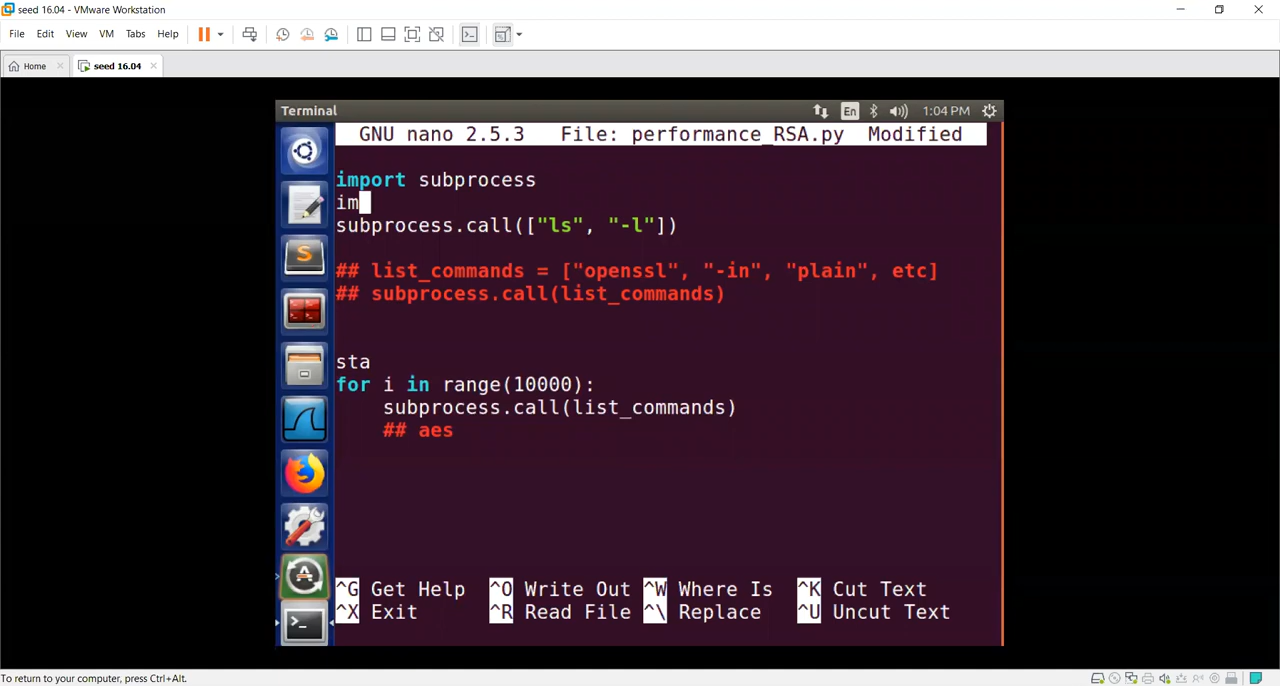 seed 16.04 - VMware Workstation
File Edit View VM Tabs Help
Home seed 16.04
Terminal En 1:04 PM
GNU nano 2.5.3 File: performance_RSA.py Modified
import subprocess
im
subprocess.call(["ls", "-l"])
## list_commands = ["openssl", "-in", "plain", etc]
## subprocess.call(list_commands)
sta
for i in range(10000):
subprocess.call(list_commands)
## aes
^G Get Help ^O Write Out ^W Where Is ^K Cut Text
^X Exit ^R Read File ^\ Replace ^U Uncut Text
To return to your computer, press Ctrl+Alt.